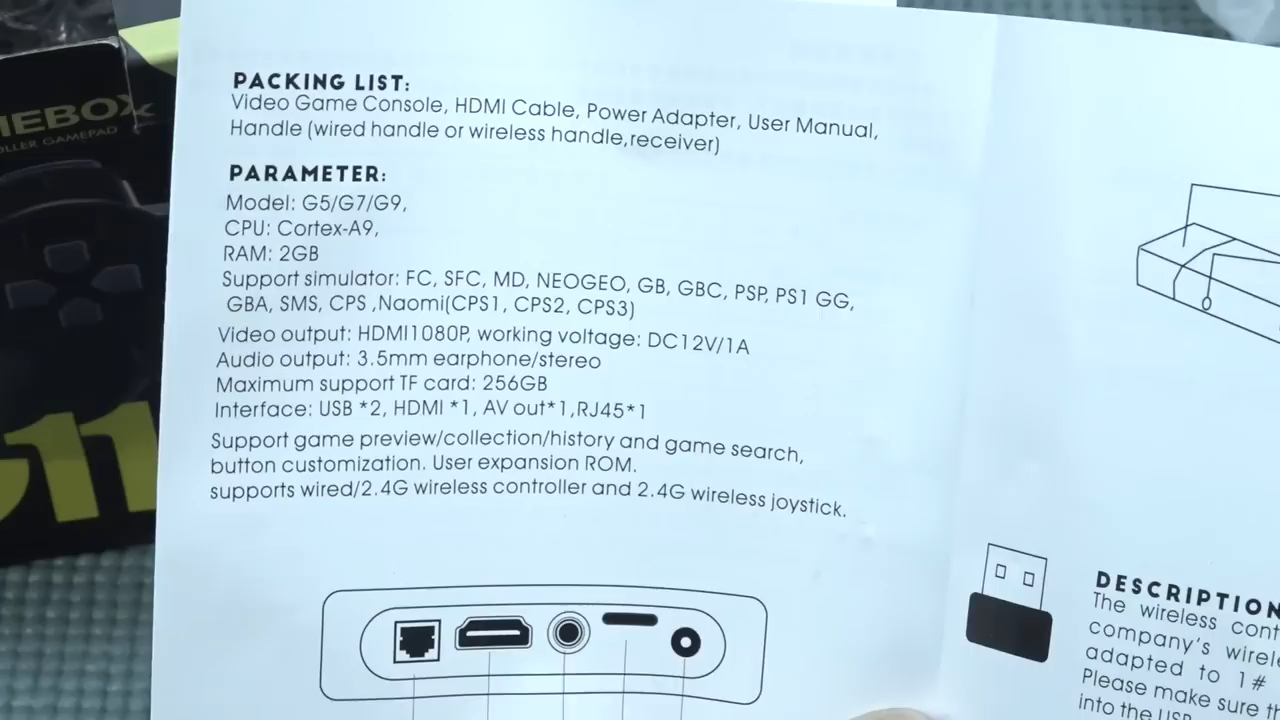 PACKING LIST:
Video Game Console, HDMI Cable, Power Adapter, User Manual,
Handle (wired handle or wireless handle,receiver)
PARAMETER:
Model: G5/G7/G9,
CPU: Cortex-A9,
RAM: 2GB
Support simulator: FC, SFC, MD, NEOGEO, GB, GBC, PSP, PS1 GG,
GBA, SMS, CPS ,Naomi(CPS1, CPS2, CPS3)
Video output: HDMI1080P, working voltage: DC12V/1A
Audio output: 3.5mm earphone/stereo
Maximum support TF card: 256GB
Interface: USB *2, HDMI *1, AV out*1,RJ45*1
Support game preview/collection/history and game search,
button customization. User expansion ROM.
supports wired/2.4G wireless controller and 2.4G wireless joystick.
DESCRIPTION
The wireless
company's
adapted to 1#
Please make sure
into the
GAMEPAD
11